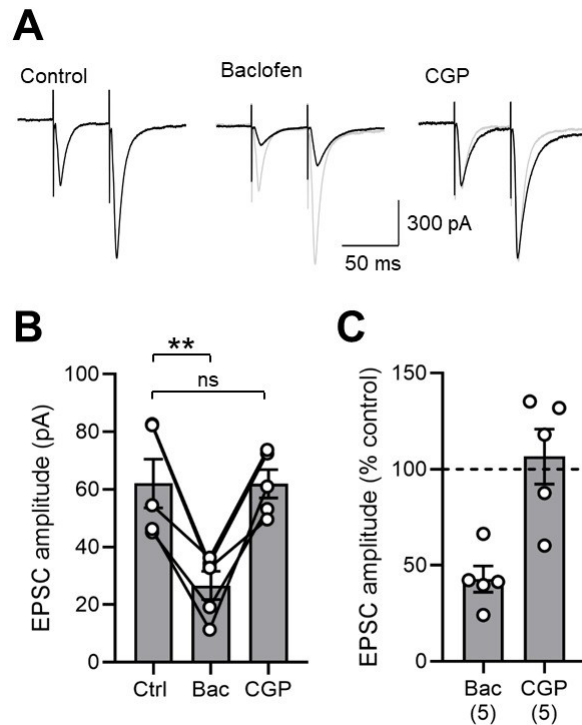 A
Control
Baclofen
CGP
300 pA
50 ms
B
**
ns
EPSC amplitude (pA)
100
80
60
40
20
0
Ctrl Bac CGP
C
EPSC amplitude (% control)
150
100
50
0
Bac CGP
(5) (5)